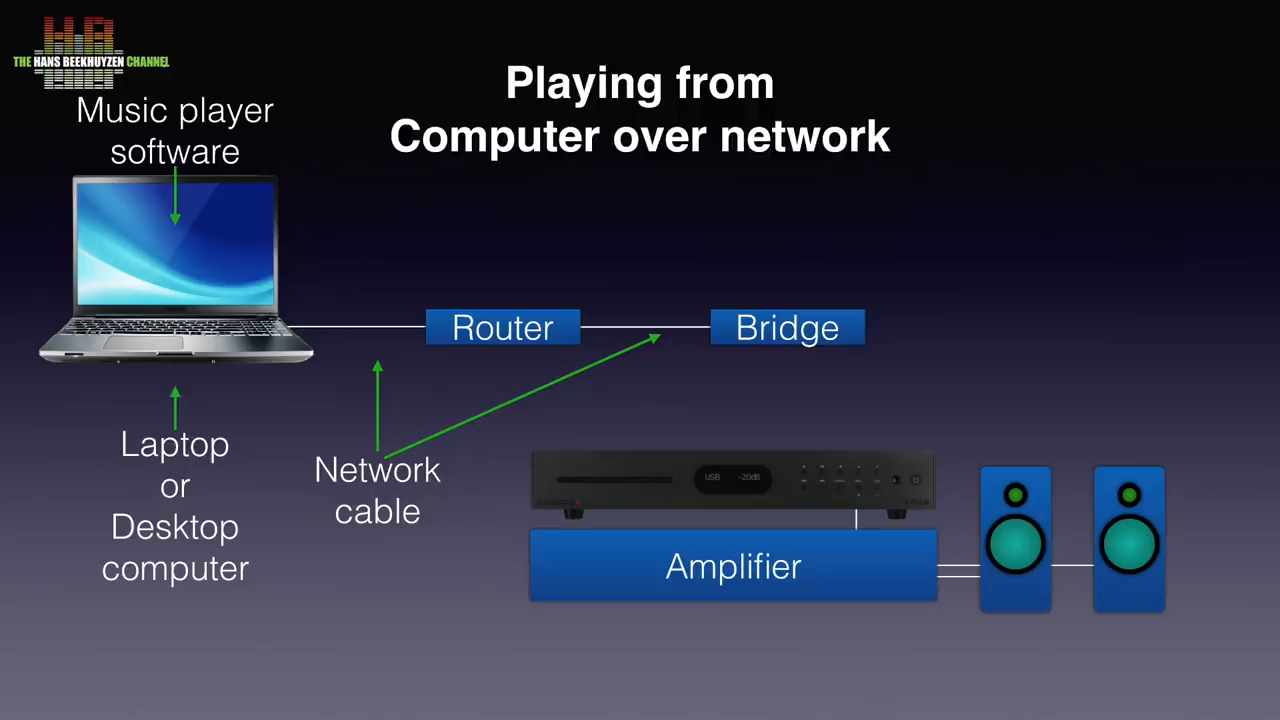 THE HANS BEEKHUYZEN CHANNEL
Playing from
Computer over network
Music player
software
Router
Bridge
Laptop
or
Desktop
computer
Network
cable
USB -20dB
Amplifier